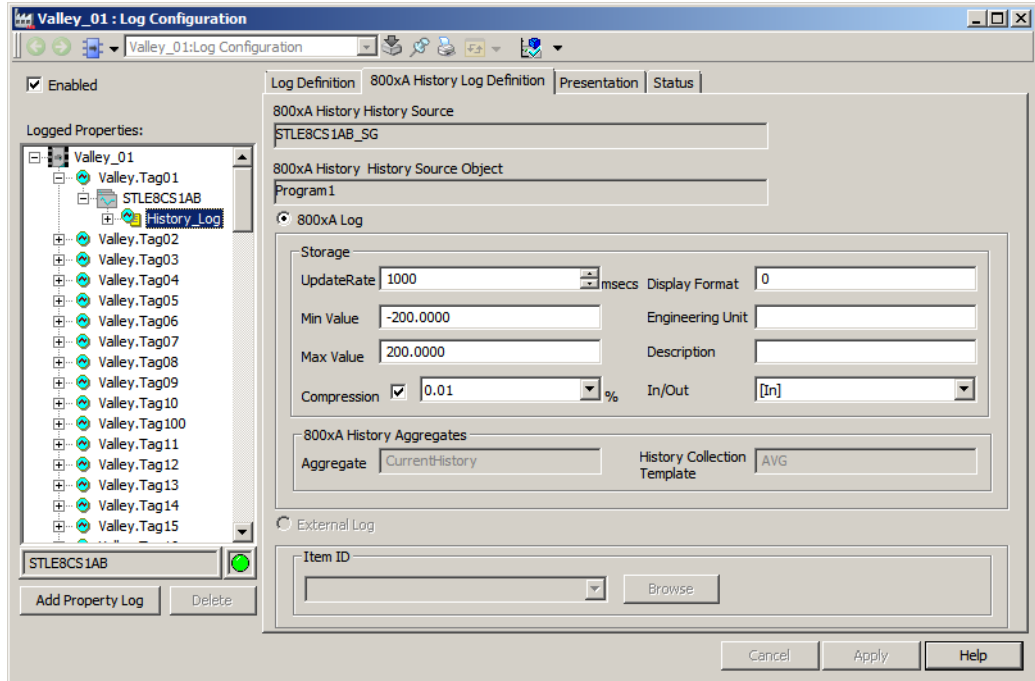 Valley_01 : Log Configuration
Valley_01:Log Configuration
Enabled
Logged Properties:
Valley_01
Valley.Tag01
STLE8CS1AB
History_Log
Valley.Tag02
Valley.Tag03
Valley.Tag04
Valley.Tag05
Valley.Tag06
Valley.Tag07
Valley.Tag08
Valley.Tag09
Valley.Tag10
Valley.Tag100
Valley.Tag11
Valley.Tag12
Valley.Tag13
Valley.Tag14
Valley.Tag15
STLE8CS1AB
Add Property Log Delete
Log Definition 800xA History Log Definition Presentation Status
800xA History History Source
STLE8CS1AB_SG
800xA History History Source Object
Program1
800xA Log
Storage
UpdateRate 1000 msecs Display Format 0
Min Value -200.0000 Engineering Unit
Max Value 200.0000 Description
Compression 0.01 % In/Out [In]
800xA History Aggregates
Aggregate CurrentHistory History Collection Template AVG
External Log
Item ID
Browse
Cancel Apply Help